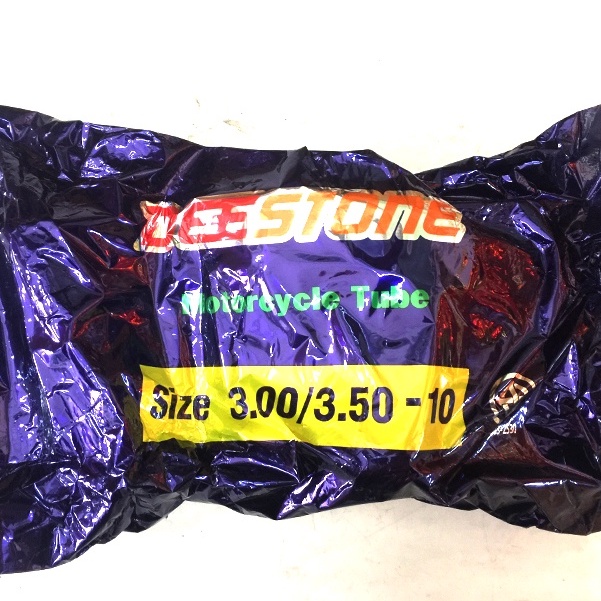 DEESTONE
Motorcycle Tube
Size 3.00/3.50 - 10